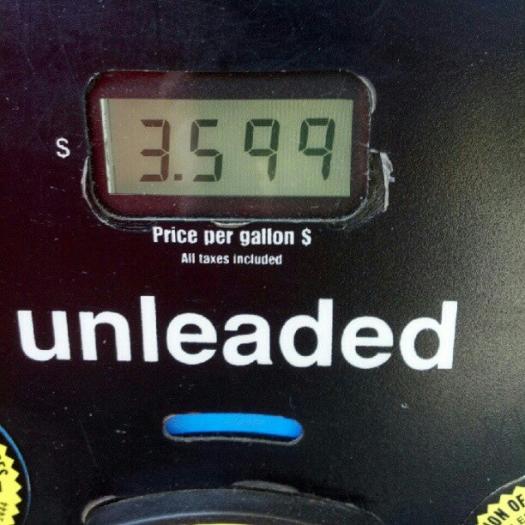 $ 3.599
Price per gallon $
All taxes included
unleaded